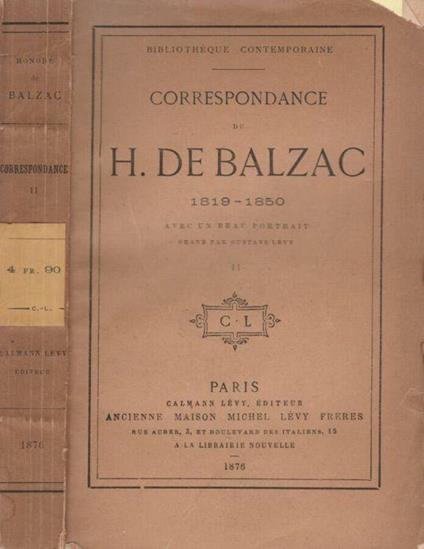 HONORÉ
de
BALZAC
CORRESPONDANCE
II
4 FR. 90
C.-L.
CALMANN LÉVY
ÉDITEUR
1876
BIBLIOTHÈQUE CONTEMPORAINE
CORRESPONDANCE
DE
H. DE BALZAC
1819-1850
AVEC UN BEAU PORTRAIT
GRAVÉ PAR GUSTAVE LÉVY
II
C · L
PARIS
CALMANN LÉVY, ÉDITEUR
ANCIENNE MAISON MICHEL LÉVY FRÈRES
RUE AUBER, 3, ET BOULEVARD DES ITALIENS, 15
A LA LIBRAIRIE NOUVELLE
1876